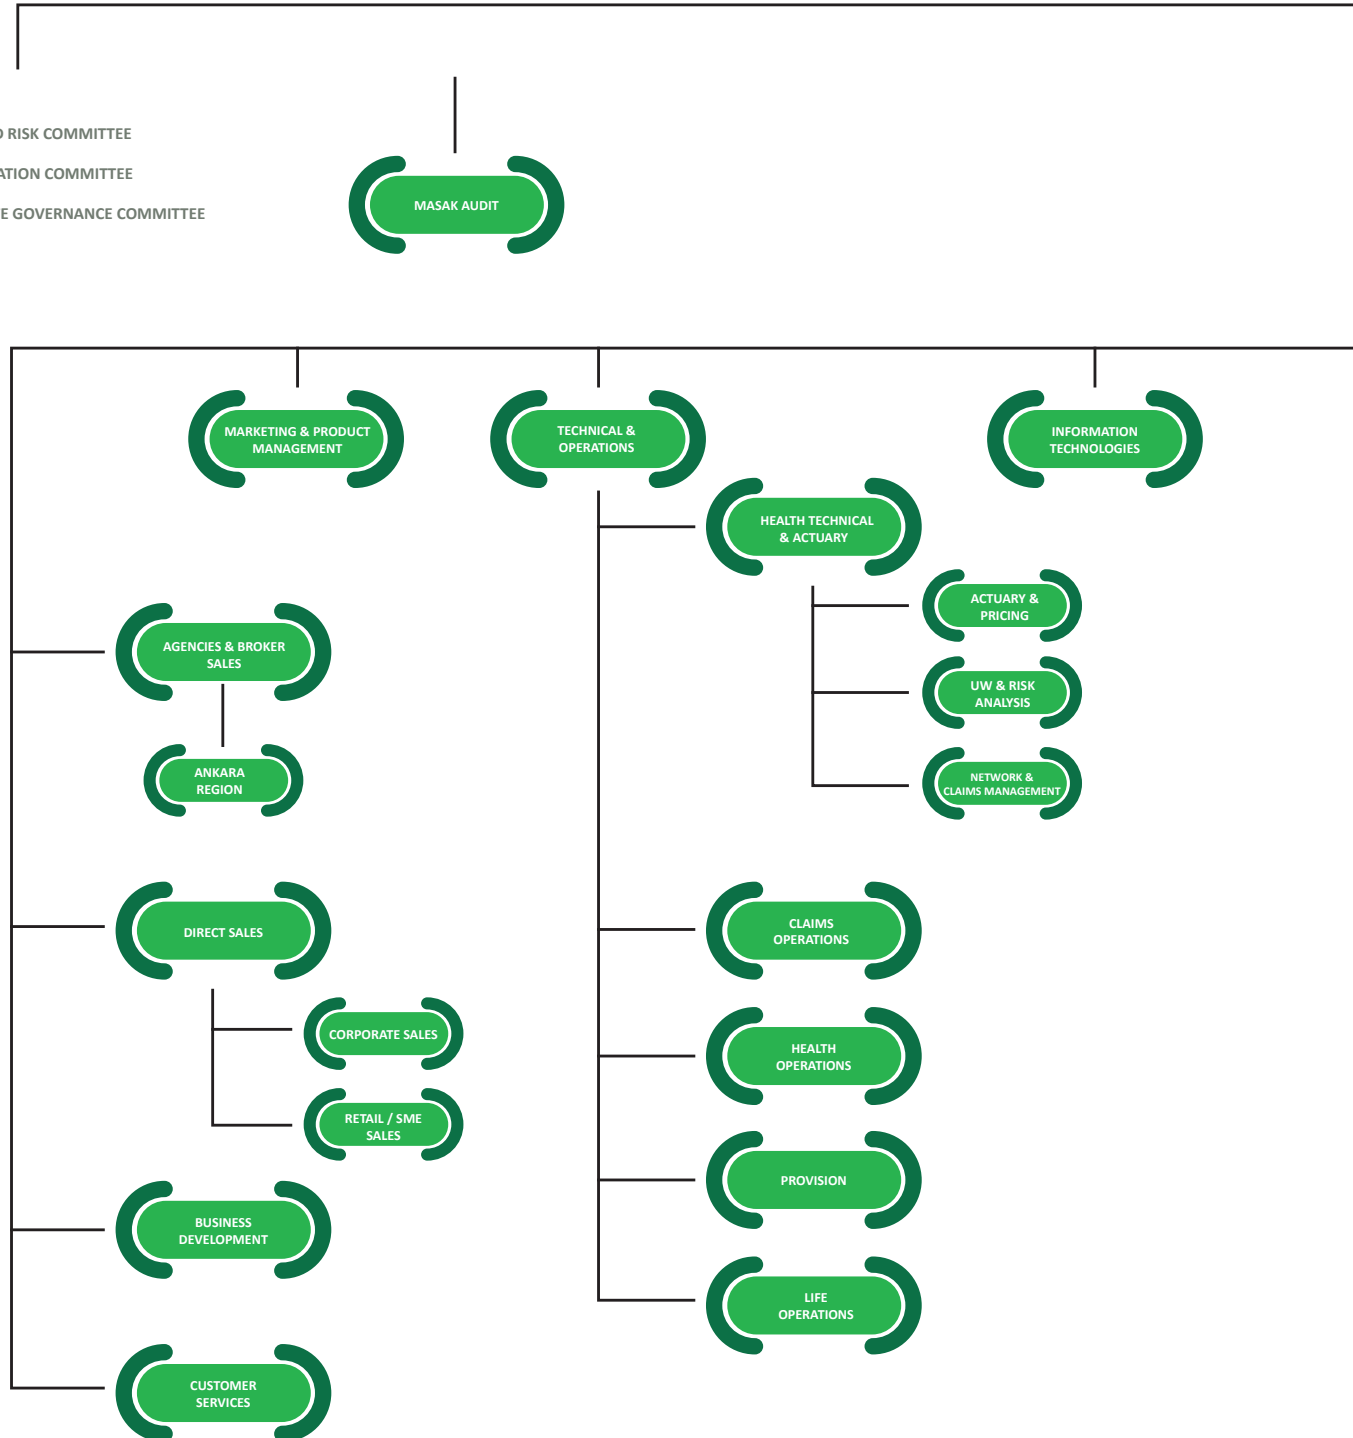 RISK COMMITTEE
COMMITTEE
GOVERNANCE COMMITTEE
MASAK AUDIT
MARKETING & PRODUCT
MANAGEMENT
TECHNICAL &
OPERATIONS
INFORMATION
TECHNOLOGIES
HEALTH TECHNICAL
& ACTUARY
ACTUARY &
PRICING
AGENCIES & BROKER
SALES
UW & RISK
ANALYSIS
ANKARA
REGION
NETWORK &
CLAIMS MANAGEMENT
DIRECT SALES
CLAIMS
OPERATIONS
CORPORATE SALES
HEALTH
OPERATIONS
RETAIL / SME
SALES
PROVISION
BUSINESS
DEVELOPMENT
LIFE
OPERATIONS
CUSTOMER
SERVICES